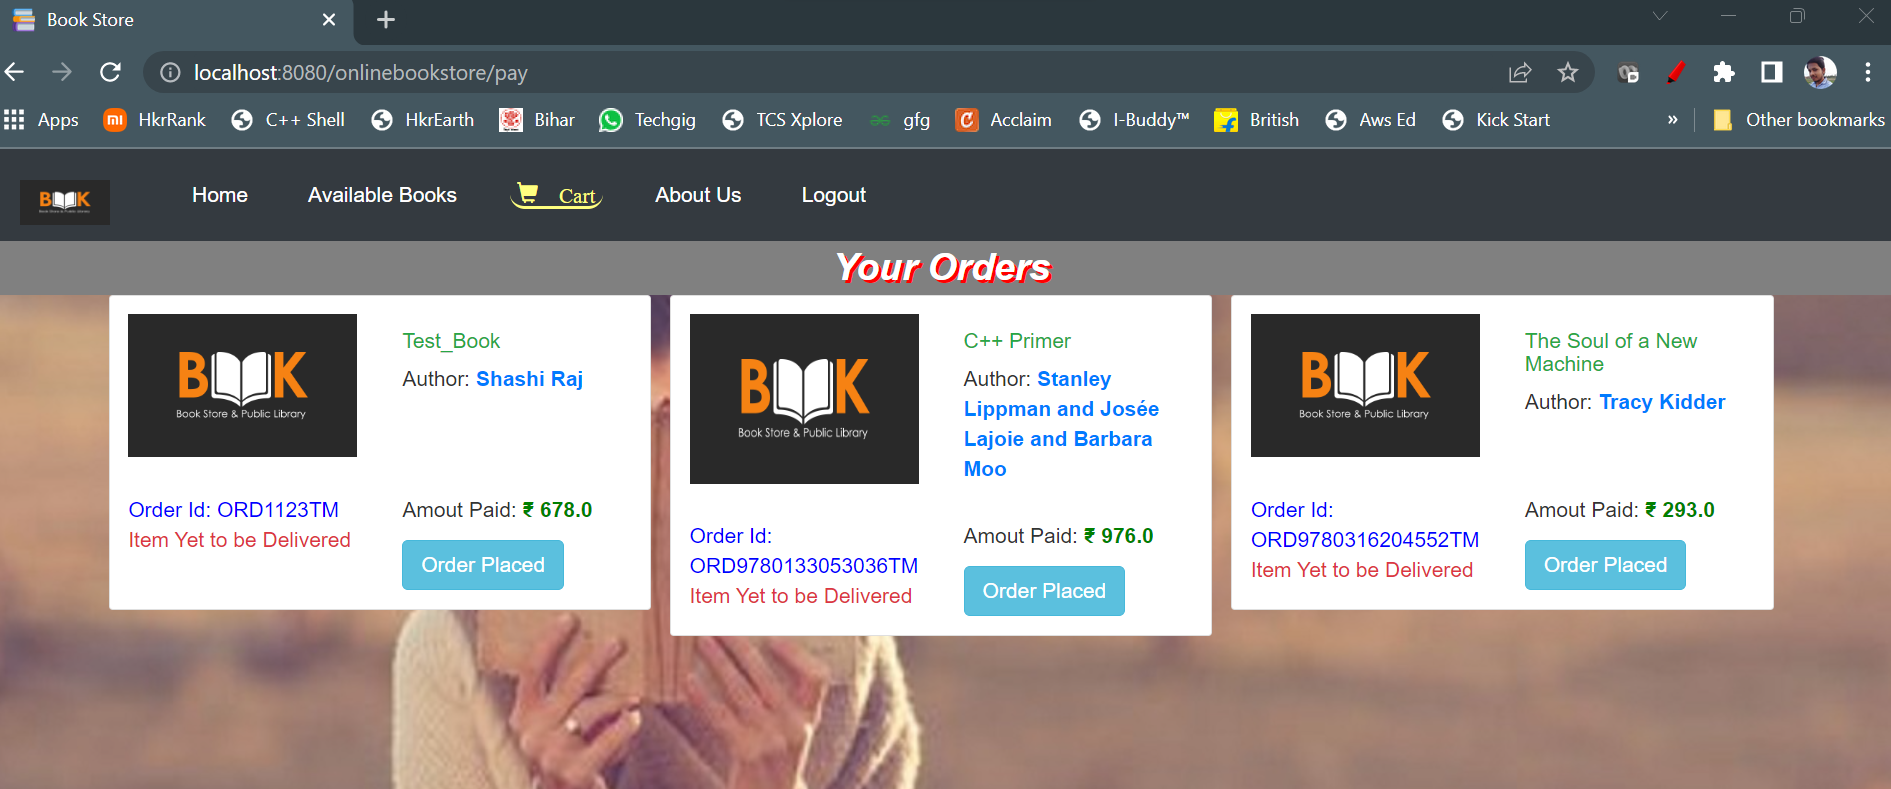 Book Store
localhost:8080/onlinebookstore/pay
Apps HkrRank C++ Shell HkrEarth Bihar Techgig TCS Xplore gfg Acclaim I-Buddy™ British Aws Ed Kick Start » Other bookmarks
BOOK Home Available Books Cart About Us Logout
Your Orders
BOOK
Book Store & Public Library
Test_Book
Author: Shashi Raj
Order Id: ORD1123TM
Item Yet to be Delivered
Amout Paid: ₹ 678.0
Order Placed
BOOK
Book Store & Public Library
C++ Primer
Author: Stanley
Lippman and Josée
Lajoie and Barbara
Moo
Order Id:
ORD9780133053036TM
Item Yet to be Delivered
Amout Paid: ₹ 976.0
Order Placed
BOOK
Book Store & Public Library
The Soul of a New
Machine
Author: Tracy Kidder
Order Id:
ORD9780316204552TM
Item Yet to be Delivered
Amout Paid: ₹ 293.0
Order Placed